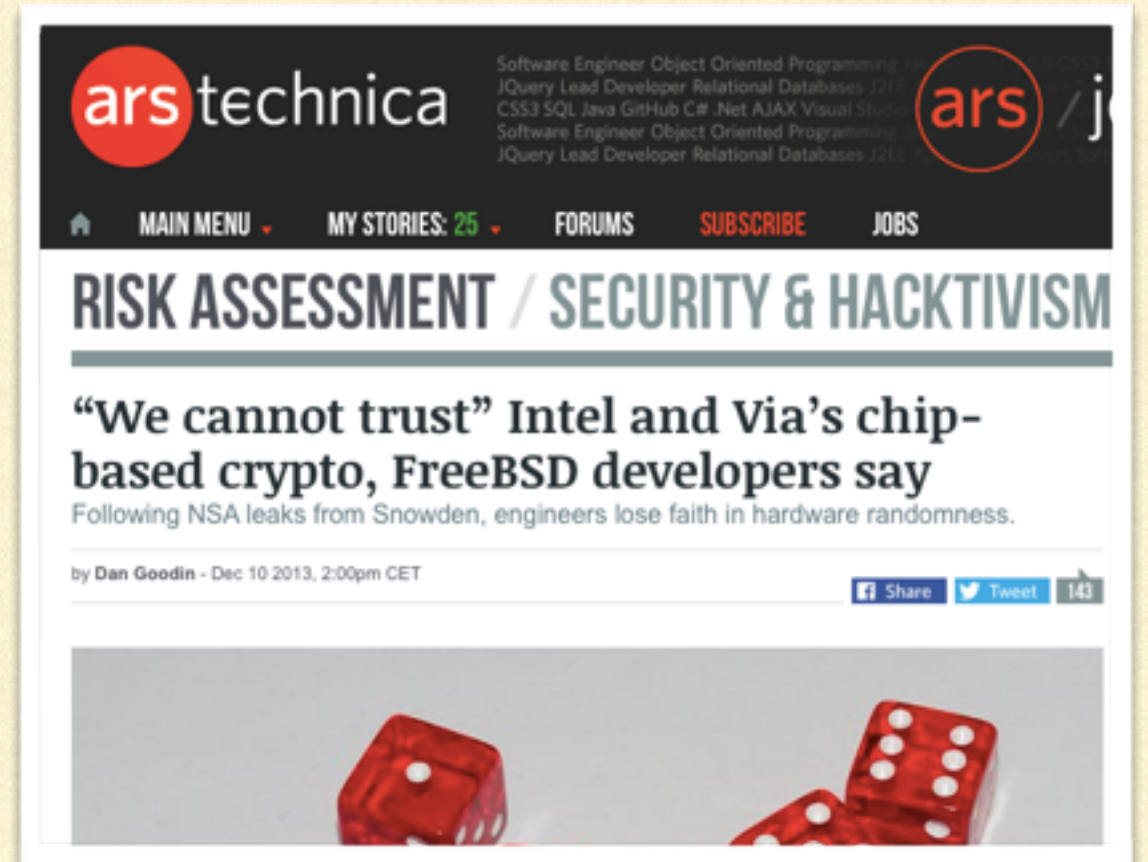 ars technica
Software Engineer Object Oriented Programming
JQuery Lead Developer Relational Databases J2EE
CSS3 SQL Java GitHub C# .Net AJAX Visual Studio
Software Engineer Object Oriented Programming
JQuery Lead Developer Relational Databases J2EE
ars /
MAIN MENU MY STORIES: 25 FORUMS SUBSCRIBE JOBS
RISK ASSESSMENT / SECURITY & HACKTIVISM
“We cannot trust” Intel and Via’s chip-
based crypto, FreeBSD developers say
Following NSA leaks from Snowden, engineers lose faith in hardware randomness.
by Dan Goodin - Dec 10 2013, 2:00pm CET
Share Tweet 143